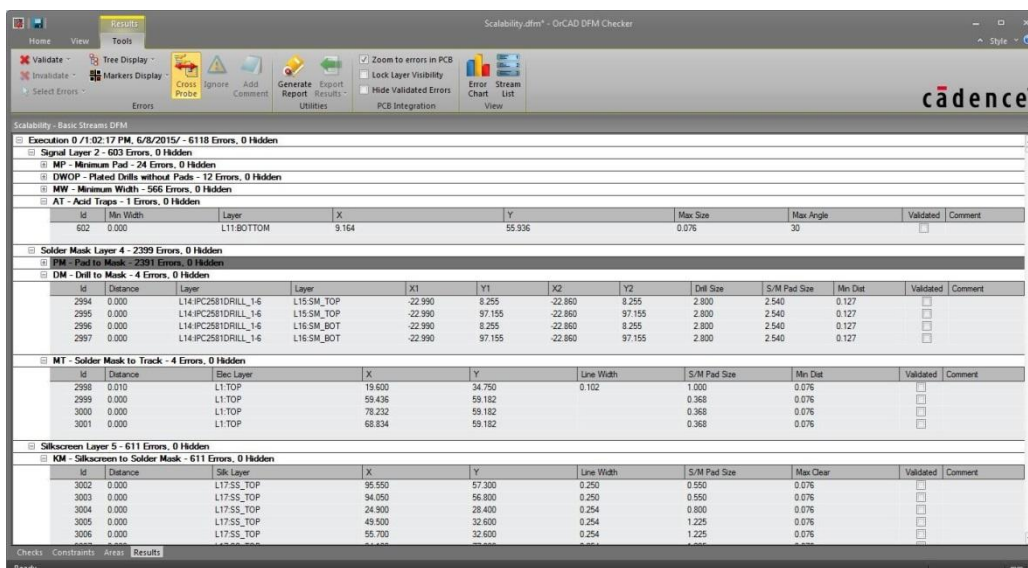 Results
Scalability.dfm* - OrCAD DFM Checker
Home View Tools
^ Style
Validate
Invalidate
Select Errors
Tree Display
Markers Display
Cross Probe
Ignore
Add Comment
Errors
Generate Report
Export Results
Utilities
Zoom to errors in PCB
Lock Layer Visibility
Hide Validated Errors
PCB Integration
Error Chart
Stream List
View
cādence
Scalability - Basic Streams DFM
Execution 0 /1:02:17 PM, 6/8/2015/ - 6118 Errors, 0 Hidden
Signal Layer 2 - 603 Errors, 0 Hidden
MP - Minimum Pad - 24 Errors, 0 Hidden
DWOP - Plated Drills without Pads - 12 Errors, 0 Hidden
MW - Minimum Width - 566 Errors, 0 Hidden
AT - Acid Traps - 1 Errors, 0 Hidden
Id Min Width Layer X Y Max Size Max Angle Validated Comment
602 0.000 L11:BOTTOM 9.164 55.936 0.076 30
Solder Mask Layer 4 - 2399 Errors, 0 Hidden
PM - Pad to Mask - 2391 Errors, 0 Hidden
DM - Drill to Mask - 4 Errors, 0 Hidden
Id Distance Layer Layer X1 Y1 X2 Y2 Drill Size S/M Pad Size Min Dist Validated Comment
2994 0.000 L14:IPC2581DRILL_1-6 L15:SM_TOP -22.990 8.255 -22.860 8.255 2.800 2.540 0.127
2995 0.000 L14:IPC2581DRILL_1-6 L15:SM_TOP -22.990 97.155 -22.860 97.155 2.800 2.540 0.127
2996 0.000 L14:IPC2581DRILL_1-6 L16:SM_BOT -22.990 8.255 -22.860 8.255 2.800 2.540 0.127
2997 0.000 L14:IPC2581DRILL_1-6 L16:SM_BOT -22.990 97.155 -22.860 97.155 2.800 2.540 0.127
MT - Solder Mask to Track - 4 Errors, 0 Hidden
Id Distance Elec Layer X Y Line Width S/M Pad Size Min Dist Validated Comment
2998 0.010 L1:TOP 19.600 34.750 0.102 1.000 0.076
2999 0.000 L1:TOP 59.436 59.182 0.368 0.076
3000 0.000 L1:TOP 78.232 59.182 0.368 0.076
3001 0.000 L1:TOP 68.834 59.182 0.368 0.076
Silkscreen Layer 5 - 611 Errors, 0 Hidden
KM - Silkscreen to Solder Mask - 611 Errors, 0 Hidden
Id Distance Silk Layer X Y Line Width S/M Pad Size Max Clear Validated Comment
3002 0.000 L17:SS_TOP 95.550 57.300 0.250 0.550 0.076
3003 0.000 L17:SS_TOP 94.050 56.800 0.250 0.550 0.076
3004 0.000 L17:SS_TOP 24.900 28.400 0.254 0.800 0.076
3005 0.000 L17:SS_TOP 49.500 32.600 0.254 1.225 0.076
3006 0.000 L17:SS_TOP 55.700 32.600 0.254 1.225 0.076
Checks Constraints Areas Results